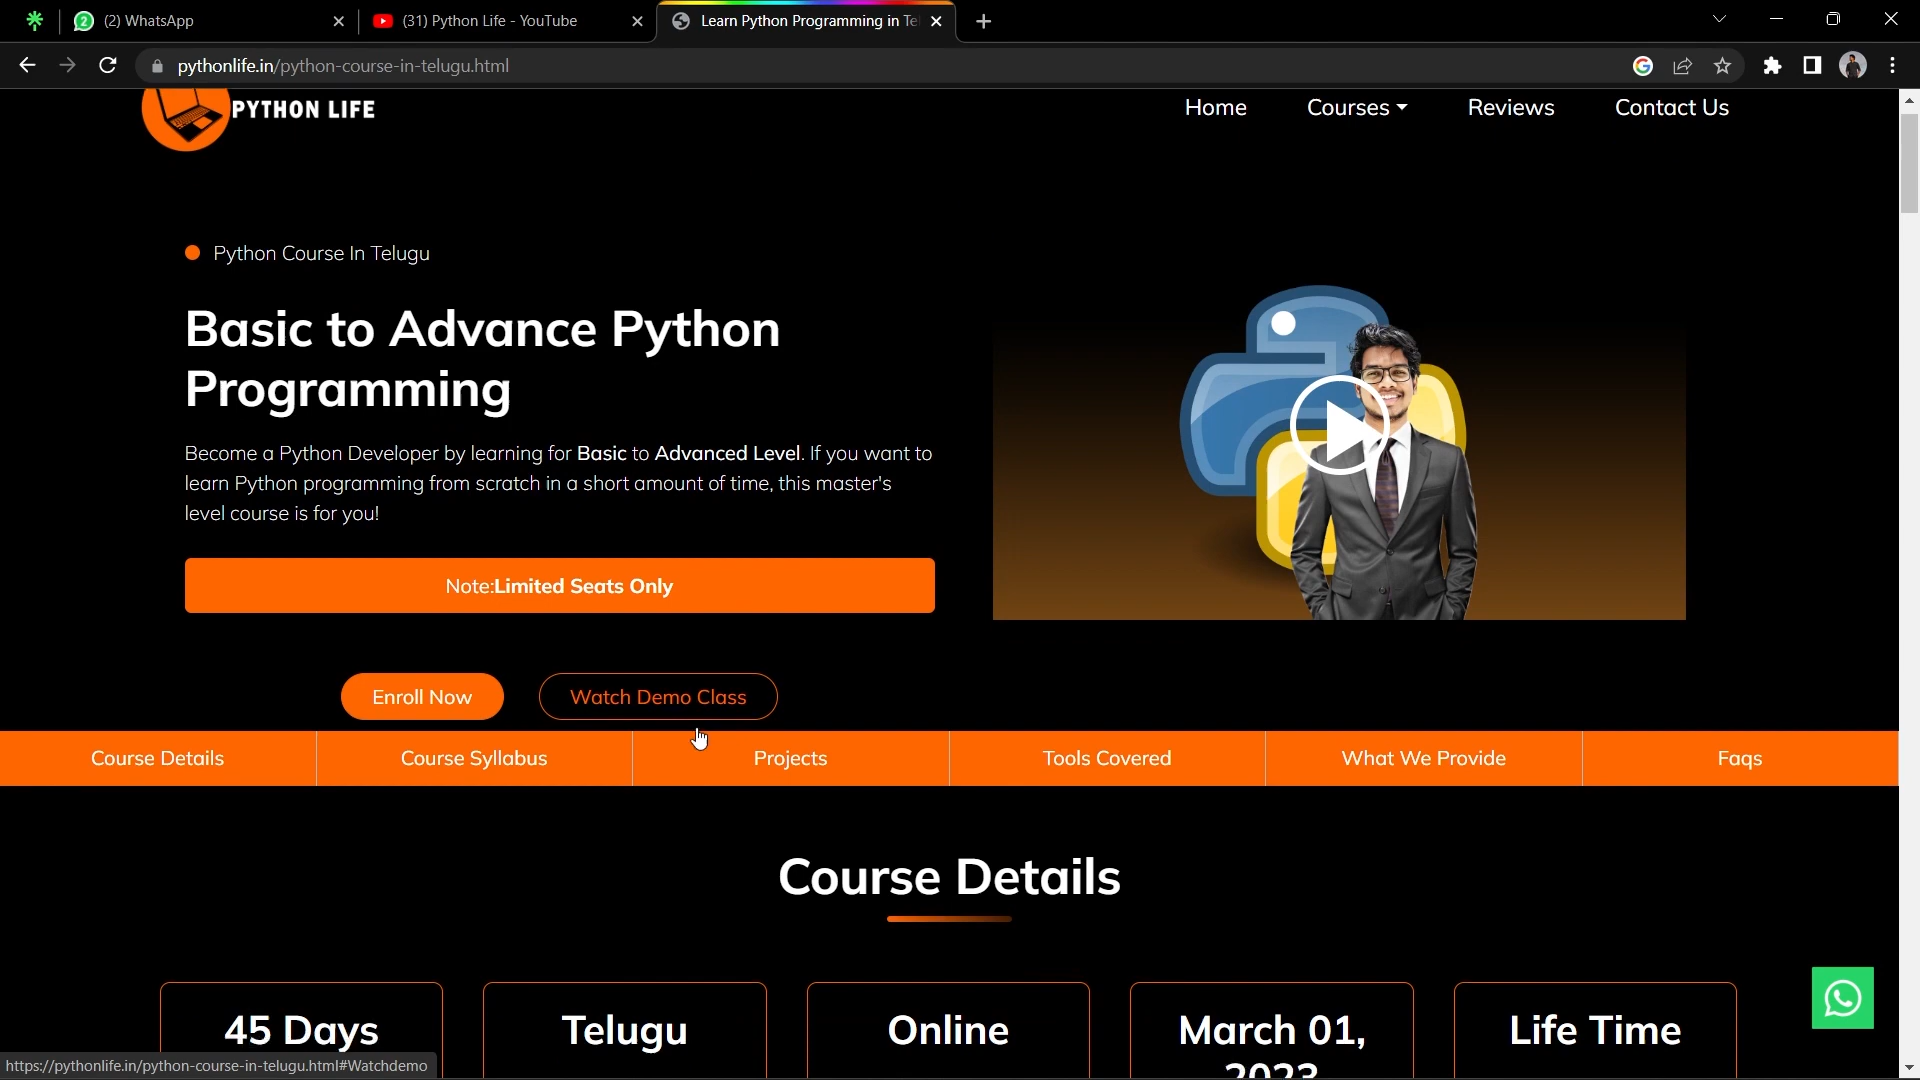 (2) WhatsApp
(31) Python Life - YouTube
Learn Python Programming in Te
pythonlife.in/python-course-in-telugu.html
PYTHON LIFE
Home
Courses
Reviews
Contact Us
Python Course In Telugu
Basic to Advance Python
Programming
Become a Python Developer by learning for Basic to Advanced Level. If you want to
learn Python programming from scratch in a short amount of time, this master's
level course is for you!
Note:Limited Seats Only
Enroll Now
Watch Demo Class
Course Details
Course Syllabus
Projects
Tools Covered
What We Provide
Faqs
Course Details
45 Days
Telugu
Online
March 01,
2023
Life Time
https://pythonlife.in/python-course-in-telugu.html#Watchdemo